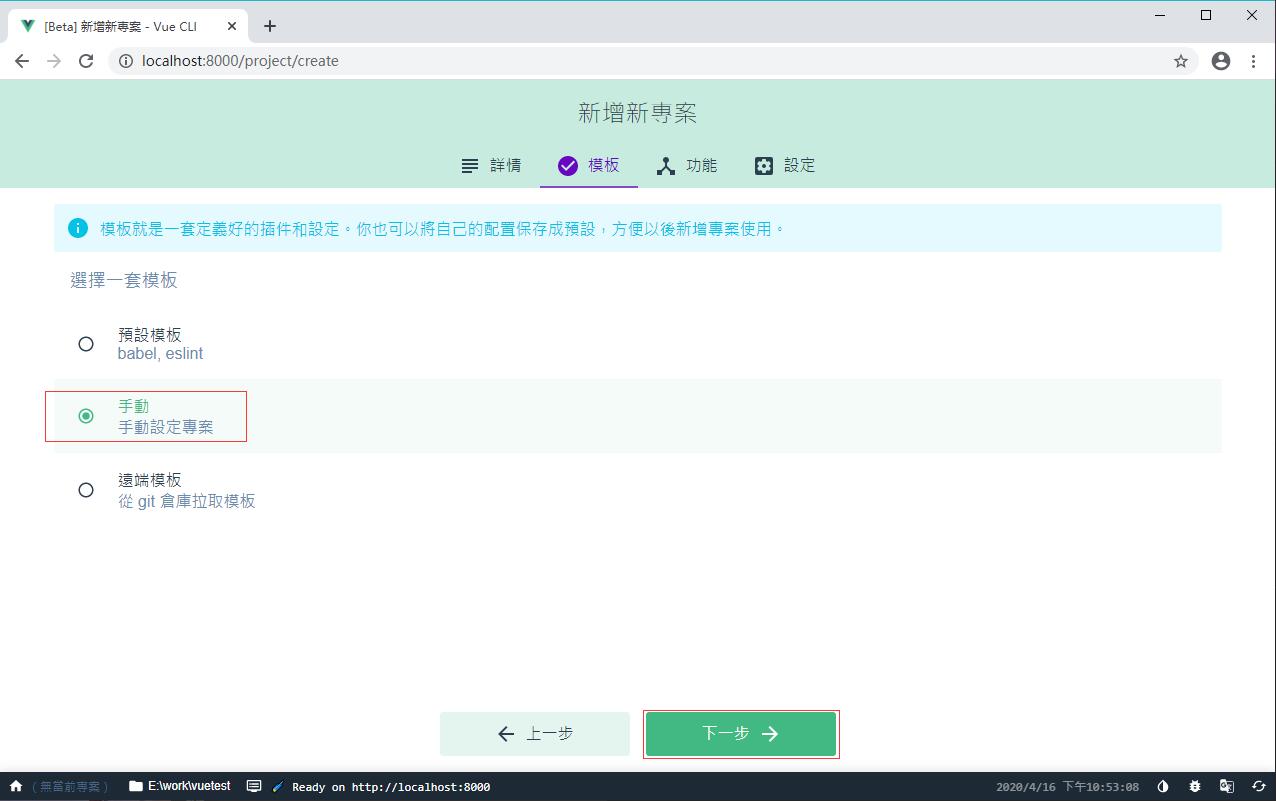 [Beta] 新增新專案 - Vue CLI
localhost:8000/project/create
新增新專案
詳情 模板 功能 設定
模板就是一套定義好的插件和設定。你也可以將自己的配置保存成預設，方便以後新增專案使用。
選擇一套模板
預設模板
babel, eslint
手動
手動設定專案
遠端模板
從 git 倉庫拉取模板
上一步 下一步
(無當前專案) E:\work\vuetest Ready on http://localhost:8000 2020/4/16 下午10:53:08